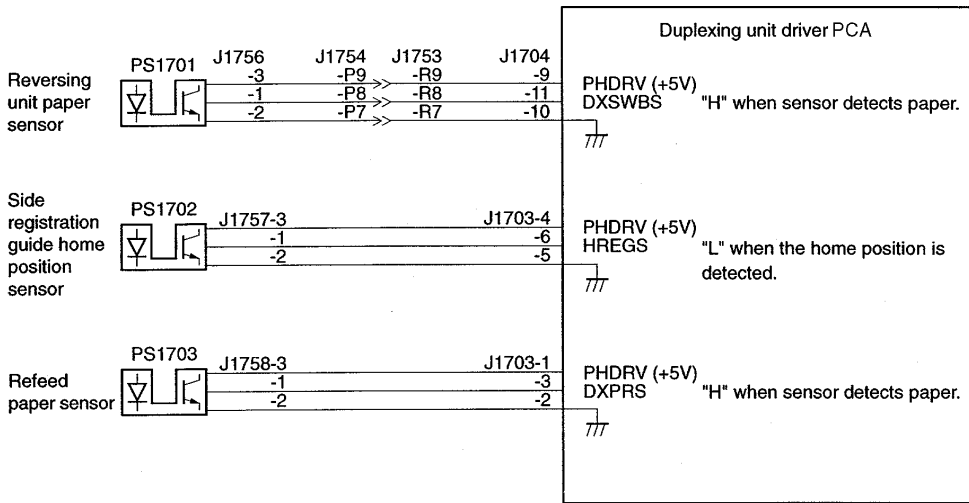 Duplexing unit driver PCA
Reversing
unit paper
sensor
PS1701
J1756 J1754 J1753 J1704
-3 -P9 -R9 -9
-1 -P8 -R8 -11
-2 -P7 -R7 -10
PHDRV (+5V)
DXSWBS "H" when sensor detects paper.
Side
registration
guide home
position
sensor
PS1702
J1757-3 J1703-4
-1 -6
-2 -5
PHDRV (+5V)
HREGS "L" when the home position is
detected.
Refeed
paper sensor
PS1703
J1758-3 J1703-1
-1 -3
-2 -2
PHDRV (+5V)
DXPRS "H" when sensor detects paper.